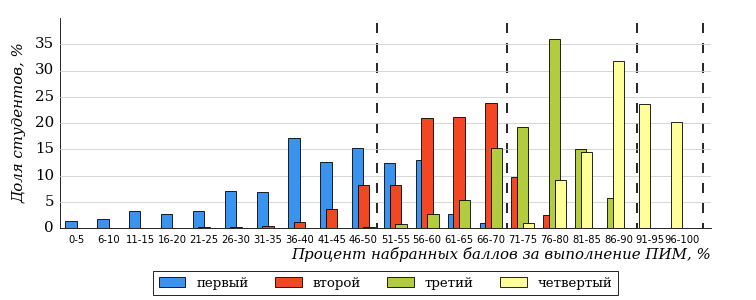 Доля студентов, %
35
30
25
20
15
10
5
0
0-5 6-10 11-15 16-20 21-25 26-30 31-35 36-40 41-45 46-50 51-55 56-60 61-65 66-70 71-75 76-80 81-85 86-90 91-95 96-100
Процент набранных баллов за выполнение ПИМ, %
первый второй третий четвертый